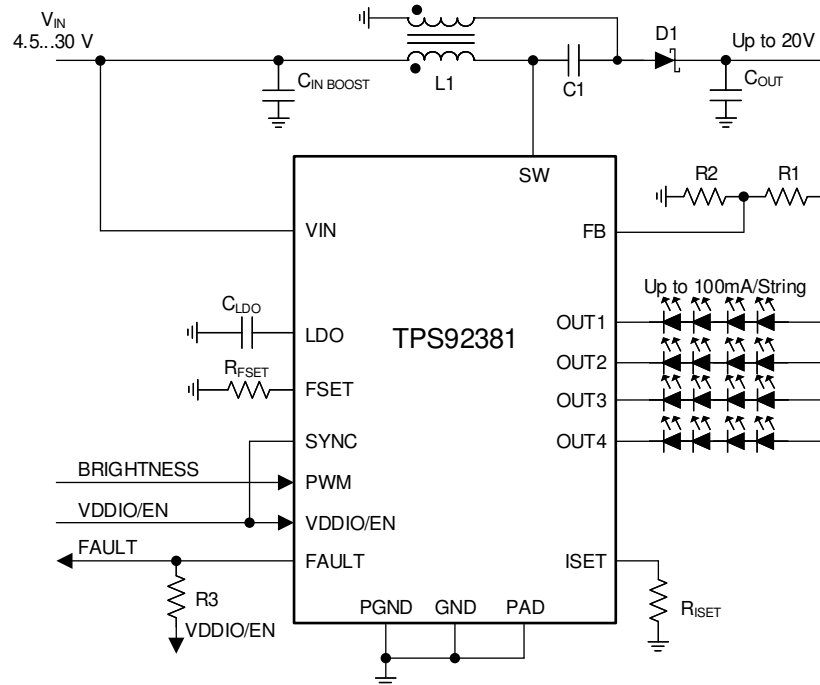 VIN
4.5...30 V
D1
Up to 20V
CIN BOOST
L1
C1
COUT
SW
R2
R1
VIN
FB
Up to 100mA/String
CLDO
LDO
TPS92381
OUT1
RFSET
OUT2
FSET
OUT3
SYNC
OUT4
BRIGHTNESS
PWM
VDDIO/EN
VDDIO/EN
FAULT
FAULT
ISET
R3
PGND
GND
PAD
RISET
VDDIO/EN